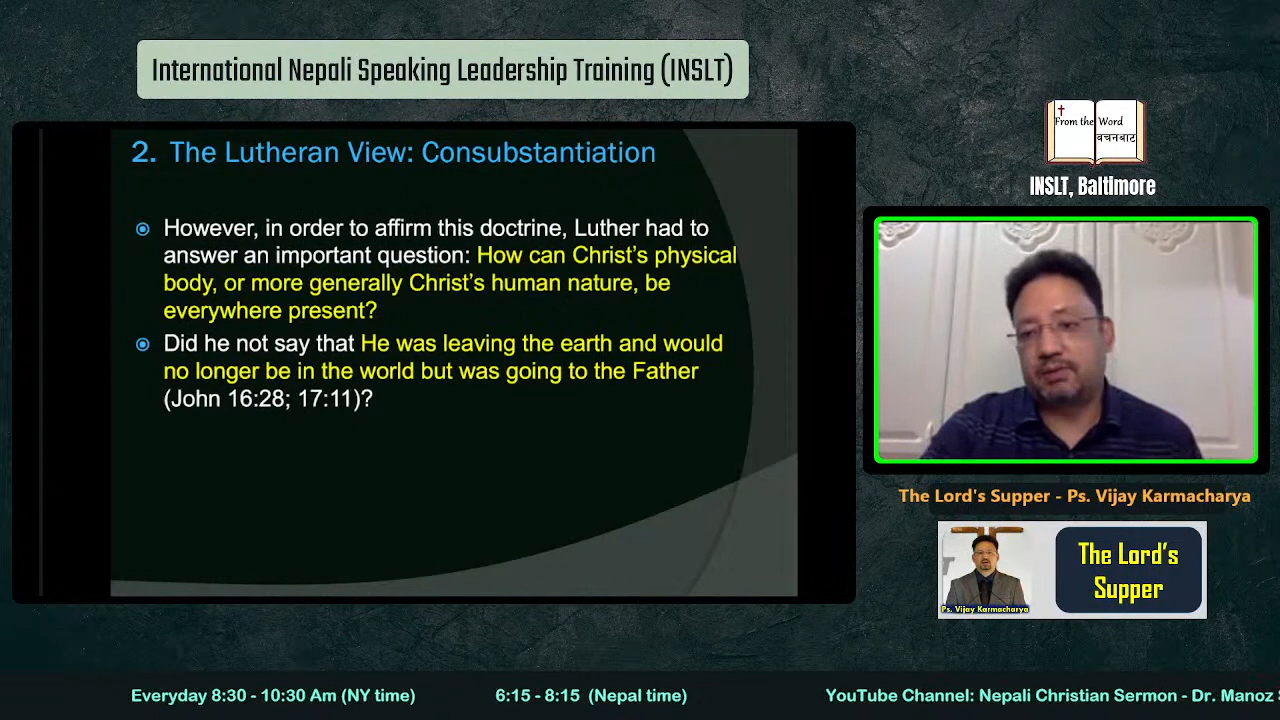 International Nepali Speaking Leadership Training (INSLT)
2. The Lutheran View: Consubstantiation
However, in order to affirm this doctrine, Luther had to
answer an important question: How can Christ's physical
body, or more generally Christ's human nature, be
everywhere present?
Did he not say that He was leaving the earth and would
no longer be in the world but was going to the Father
(John 16:28; 17:11)?
From the Word
वचनबाट
INSLT, Baltimore
The Lord's Supper - Ps. Vijay Karmacharya
Ps. Vijay Karmacharya
The Lord's
Supper
Everyday 8:30 - 10:30 Am (NY time)
6:15 - 8:15 (Nepal time)
YouTube Channel: Nepali Christian Sermon - Dr. Manoz